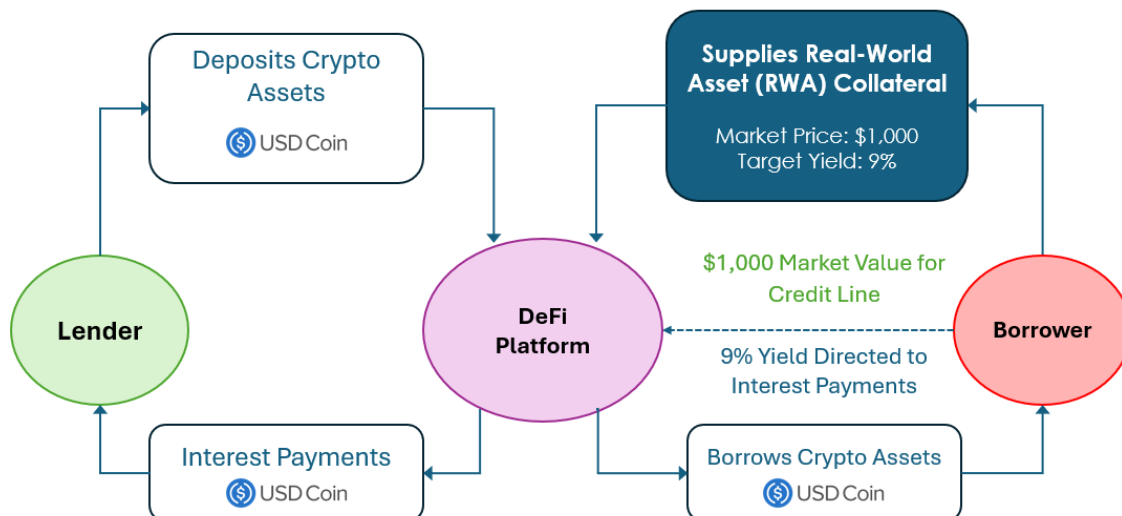 Deposits Crypto
Assets
USD Coin
Supplies Real-World
Asset (RWA) Collateral
Market Price: $1,000
Target Yield: 9%
Lender
DeFi
Platform
$1,000 Market Value for
Credit Line
9% Yield Directed to
Interest Payments
Borrower
Interest Payments
USD Coin
Borrows Crypto Assets
USD Coin